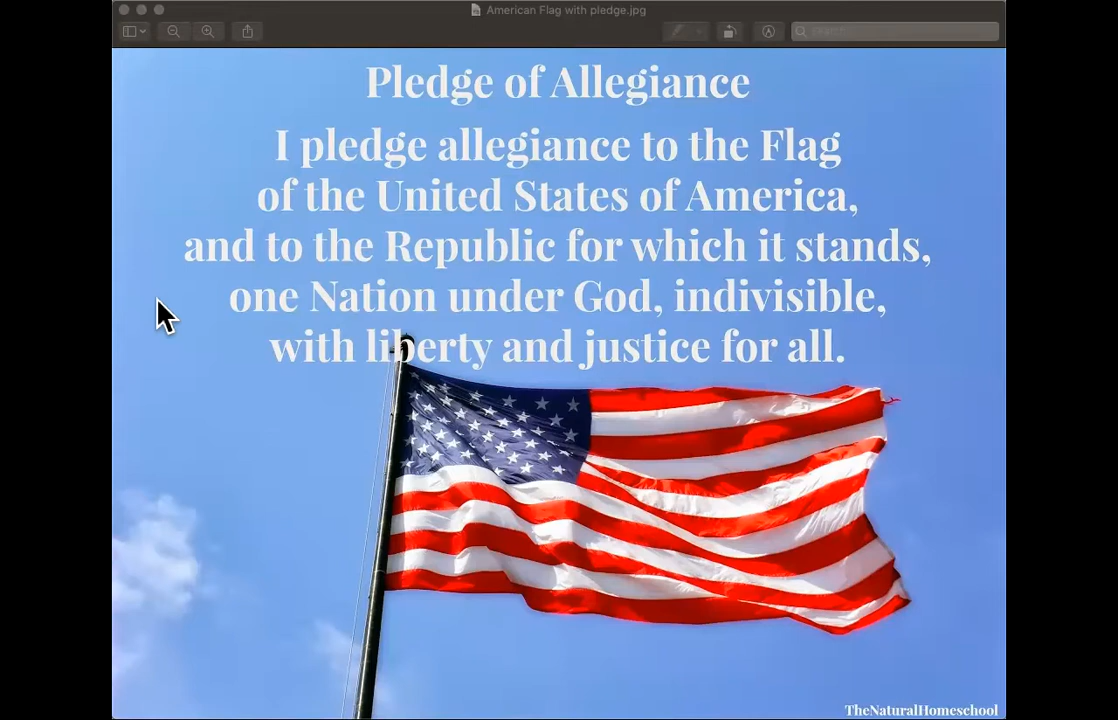 American Flag with pledge.jpg
Search
Pledge of Allegiance
I pledge allegiance to the Flag
of the United States of America,
and to the Republic for which it stands,
one Nation under God, indivisible,
with liberty and justice for all.
TheNaturalHomeschool